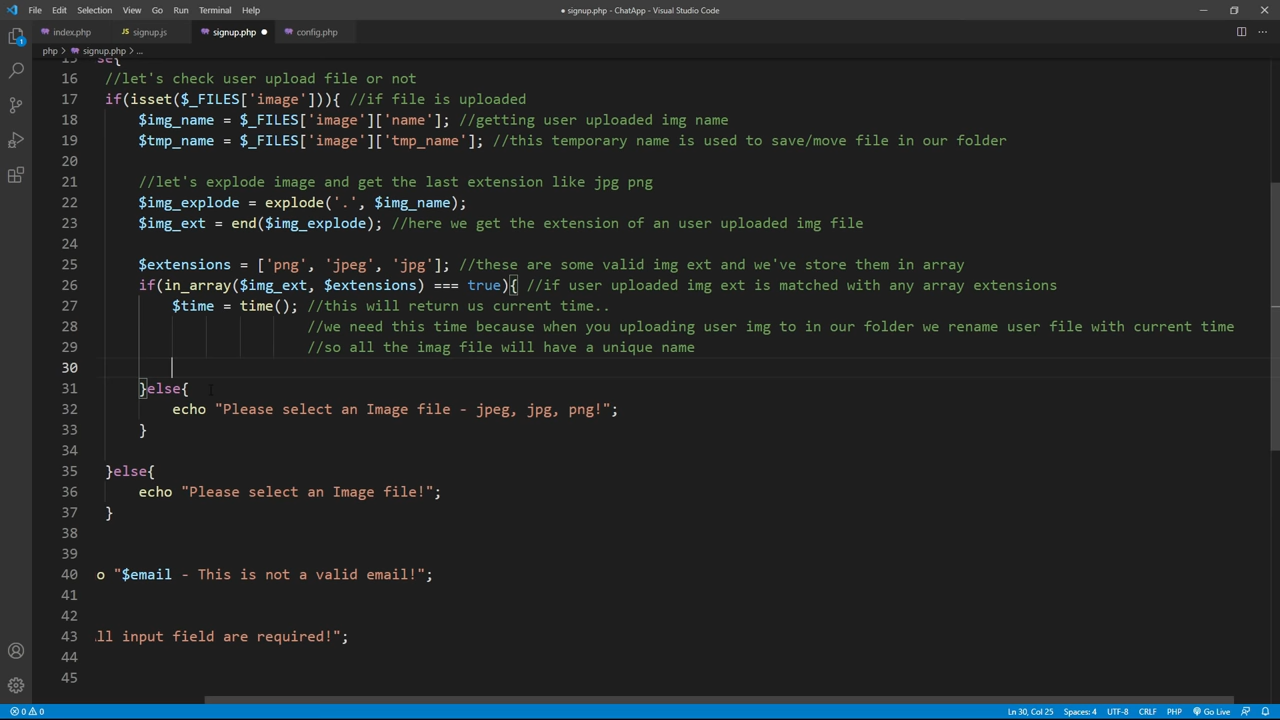 File Edit Selection View Go Run Terminal Help
● signup.php - ChatApp - Visual Studio Code
index.php
JS signup.js
signup.php ●
config.php
php > signup.php > ...
1
15 se{
16 //let's check user upload file or not
17 if(isset($_FILES['image'])){ //if file is uploaded
18 $img_name = $_FILES['image']['name']; //getting user uploaded img name
19 $tmp_name = $_FILES['image']['tmp_name']; //this temporary name is used to save/move file in our folder
20
21 //let's explode image and get the last extension like jpg png
22 $img_explode = explode('.', $img_name);
23 $img_ext = end($img_explode); //here we get the extension of an user uploaded img file
24
25 $extensions = ['png', 'jpeg', 'jpg']; //these are some valid img ext and we've store them in array
26 if(in_array($img_ext, $extensions) === true){ //if user uploaded img ext is matched with any array extensions
27 $time = time(); //this will return us current time..
28 //we need this time because when you uploading user img to in our folder we rename user file with current time
29 //so all the imag file will have a unique name
30
31 }else{
32 echo "Please select an Image file - jpeg, jpg, png!";
33 }
34
35 }else{
36 echo "Please select an Image file!";
37 }
38
39
40 o "$email - This is not a valid email!";
41
42
43 ll input field are required!";
44
45
0 0
Ln 30, Col 25 Spaces: 4 UTF-8 CRLF PHP Go Live